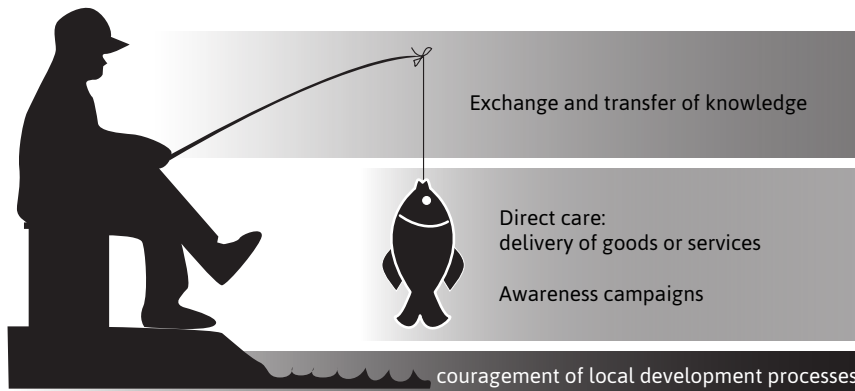 Exchange and transfer of knowledge
Direct care:
delivery of goods or services
Awareness campaigns
couragement of local development processes